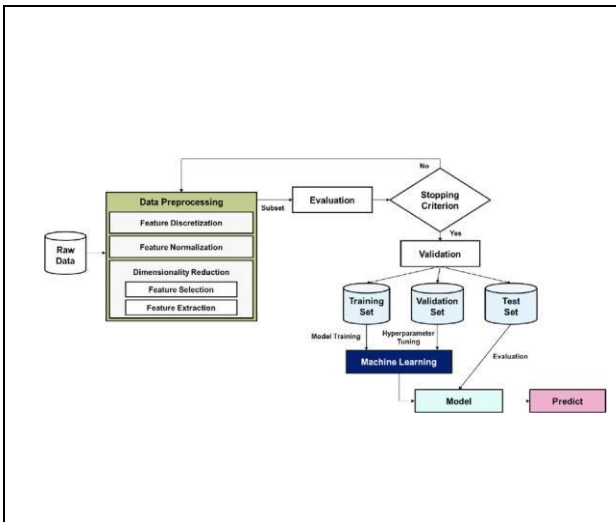 No
Data Preprocessing
Feature Discretization
Feature Normalization
Dimensionality Reduction
Feature Selection
Feature Extraction
Raw
Data
Subset
Evaluation
Stopping
Criterion
Yes
Validation
Training
Set
Validation
Set
Test
Set
Model Training
Hyperparameter
Tuning
Evaluation
Machine Learning
Model
Predict